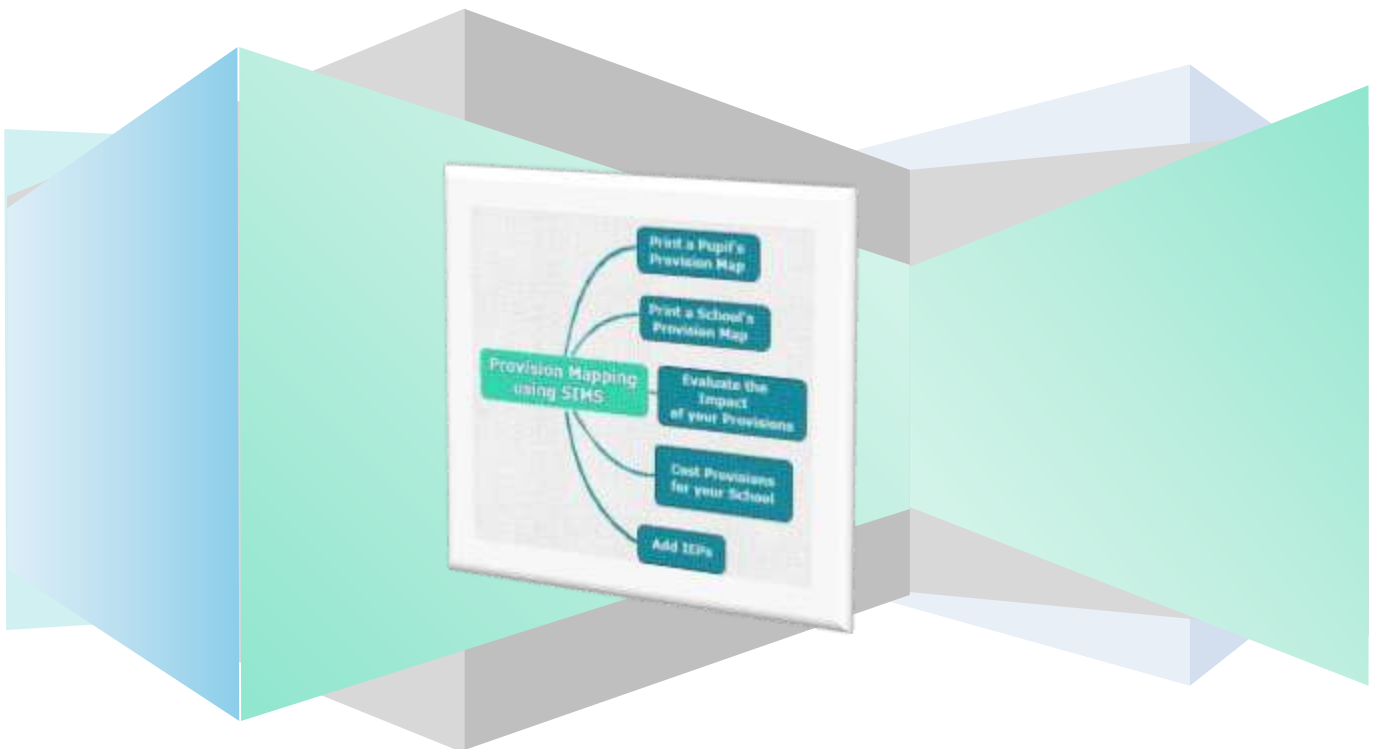 Print a Pupil's
Provision Map
Print a School's
Provision Map
Provision Mapping
using SIMS
Evaluate the
Impact
of your Provisions
Cost Provisions
for your School
Add IEPs